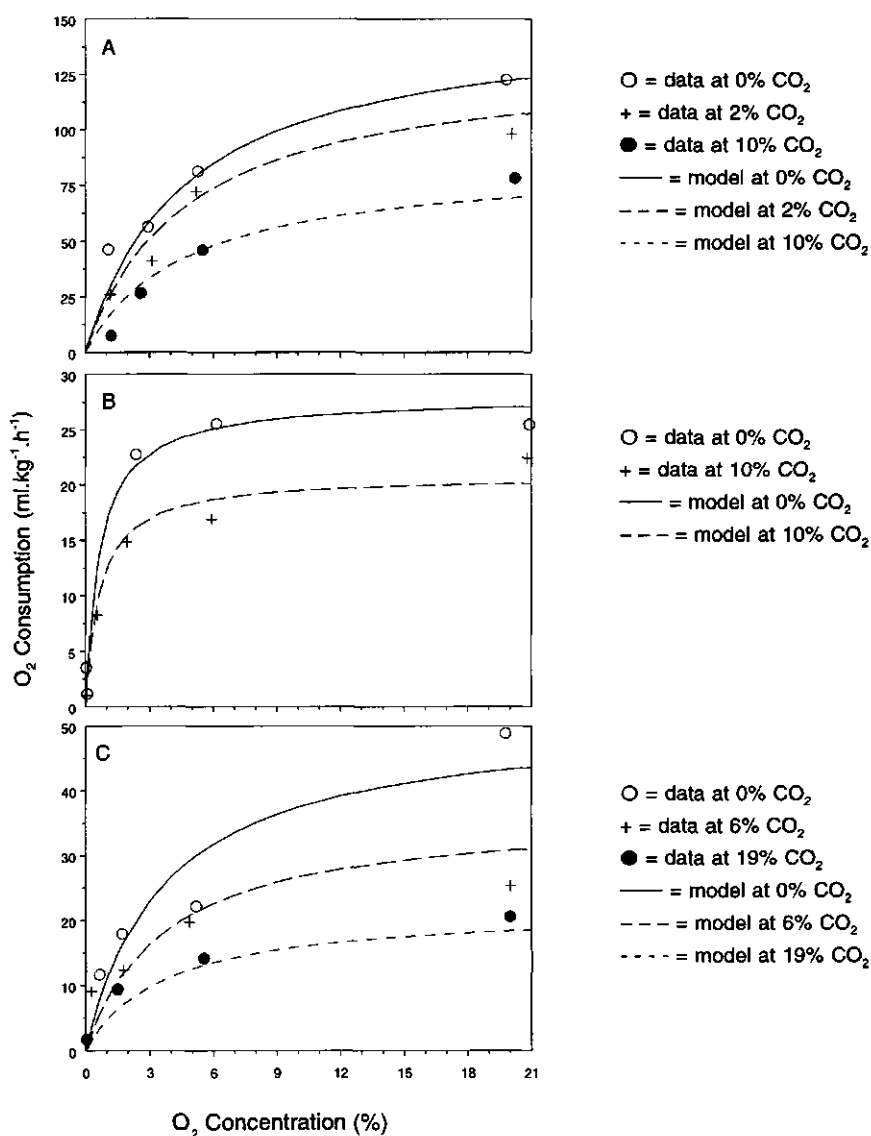 A
150
125
100
75
50
25
0
○ = data at 0% CO₂
+ = data at 2% CO₂
● = data at 10% CO₂
— = model at 0% CO₂
– – = model at 2% CO₂
- - - = model at 10% CO₂
B
30
25
20
15
10
5
0
○ = data at 0% CO₂
+ = data at 10% CO₂
— = model at 0% CO₂
– – = model at 10% CO₂
O₂ Consumption (ml.kg⁻¹.h⁻¹)
C
50
40
30
20
10
0
○ = data at 0% CO₂
+ = data at 6% CO₂
● = data at 19% CO₂
— = model at 0% CO₂
– – = model at 6% CO₂
- - - = model at 19% CO₂
0 3 6 9 12 15 18 21
O₂ Concentration (%)